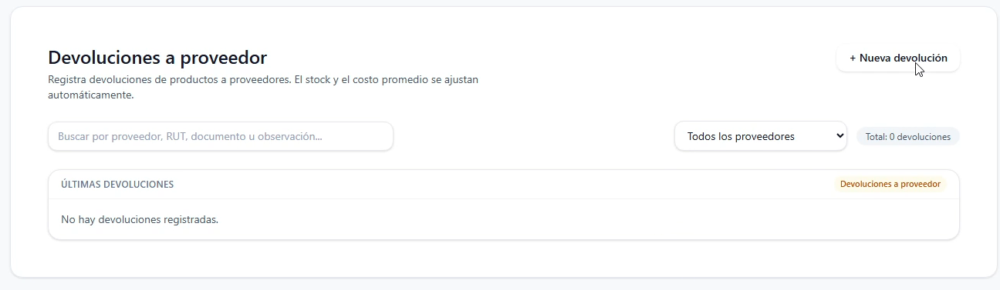 Devoluciones a proveedor
+ Nueva devolución
Registra devoluciones de productos a proveedores. El stock y el costo promedio se ajustan
automáticamente.
Buscar por proveedor, RUT, documento u observación...
Todos los proveedores
Total: 0 devoluciones
ÚLTIMAS DEVOLUCIONES
Devoluciones a proveedor
No hay devoluciones registradas.